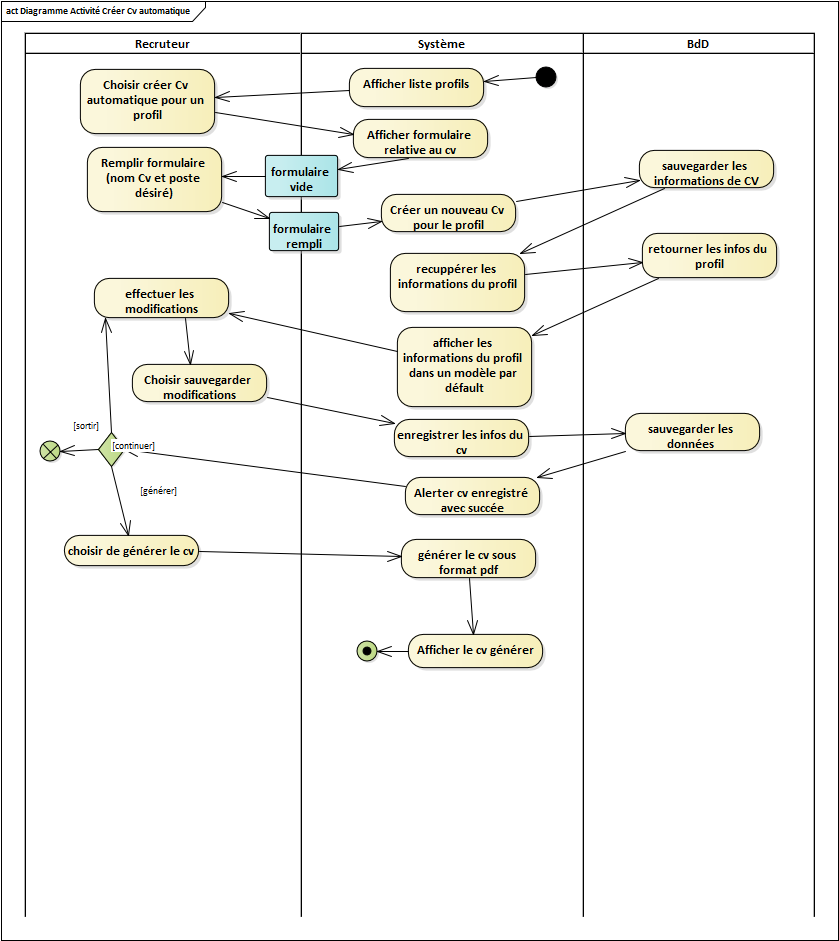 act Diagramme Activité Créer Cv automatique
Recruteur
Système
BdD
Afficher liste profils
Choisir créer Cv
automatique pour un
profil
Afficher formulaire
relative au cv
formulaire
vide
Remplir formulaire
(nom Cv et poste
désiré)
formulaire
rempli
Créer un nouveau Cv
pour le profil
sauvegarder les
informations de CV
recuppérer les
informations du profil
retourner les infos du
profil
afficher les
informations du profil
dans un modèle par
défault
effectuer les
modifications
Choisir sauvegarder
modifications
enregistrer les infos du
cv
sauvegarder les
données
Alerter cv enregistré
avec succée
[sortir]
[continuer]
[générer]
choisir de générer le cv
générer le cv sous
format pdf
Afficher le cv générer